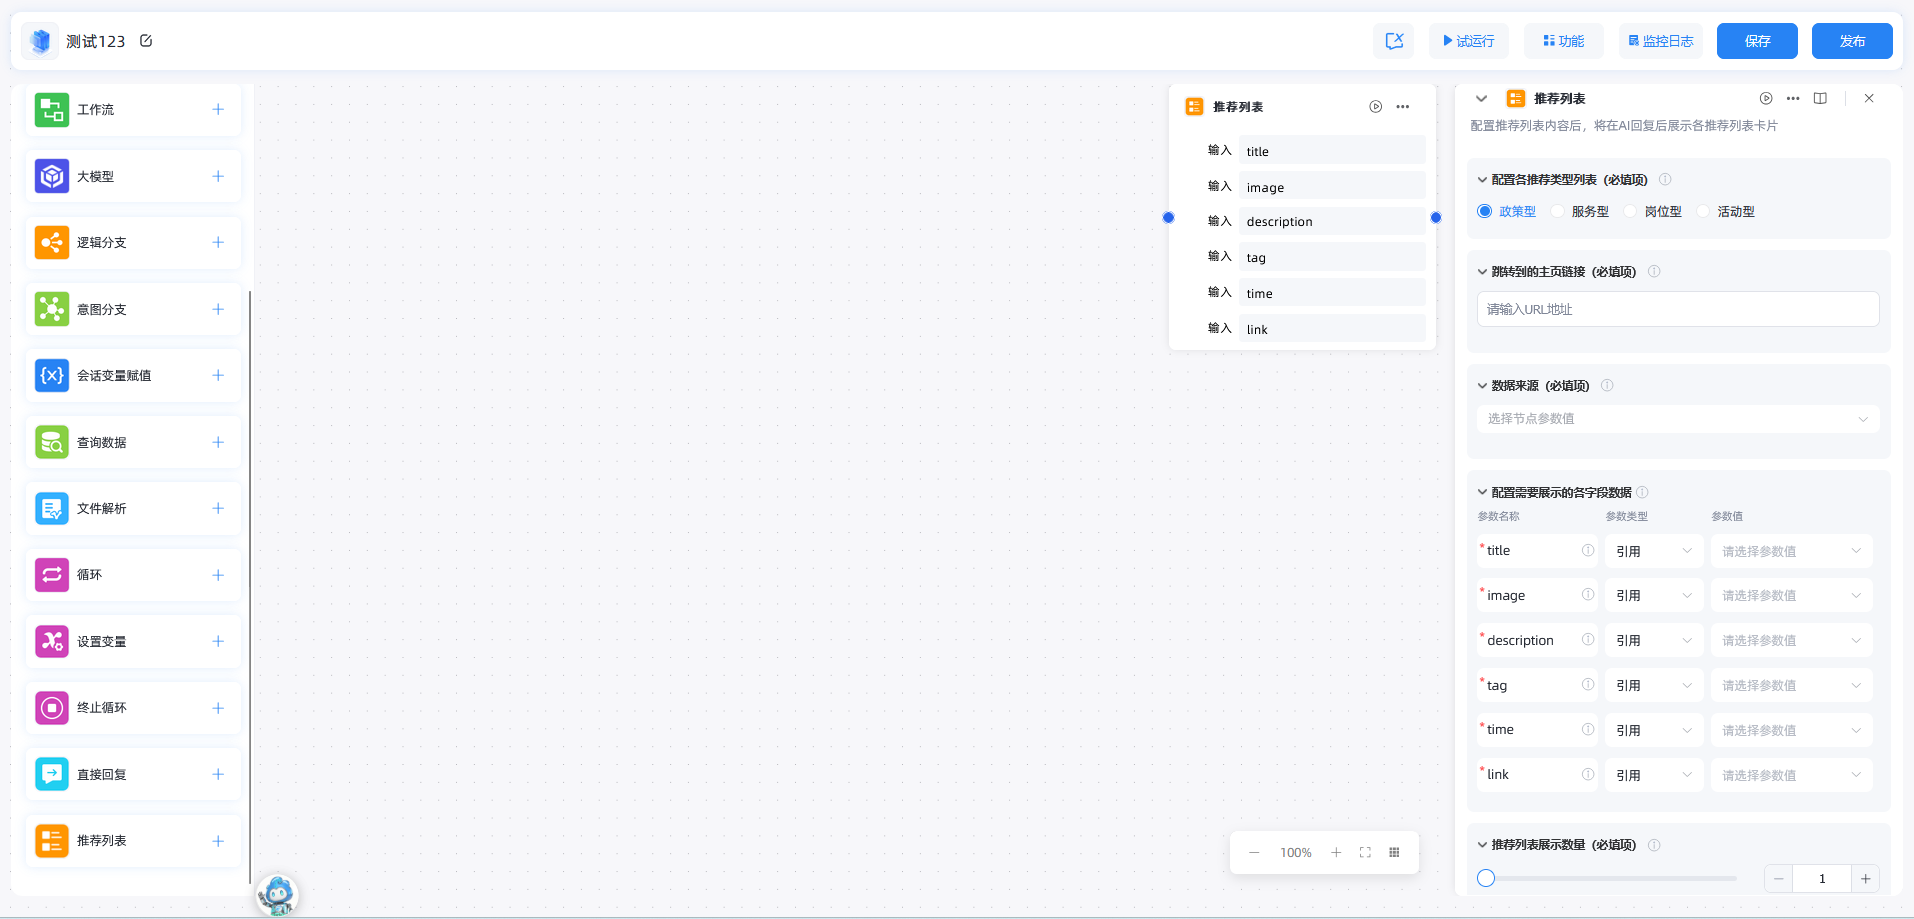 测试123
试运行
功能
监控日志
保存
发布
工作流
大模型
逻辑分支
意图分支
会话变量赋值
查询数据
文件解析
循环
设置变量
终止循环
直接回复
推荐列表
推荐列表
输入 title
输入 image
输入 description
输入 tag
输入 time
输入 link
100%
推荐列表
配置推荐列表内容后，将在AI回复后展示各推荐列表卡片
配置各推荐类型列表（必填项）
政策型 服务型 岗位型 活动型
跳转到的主页链接（必填项）
请输入URL地址
数据来源（必填项）
选择节点参数值
配置需要展示的各字段数据
参数名称 参数类型 参数值
*title 引用 请选择参数值
*image 引用 请选择参数值
*description 引用 请选择参数值
*tag 引用 请选择参数值
*time 引用 请选择参数值
*link 引用 请选择参数值
推荐列表展示数量（必填项）
1